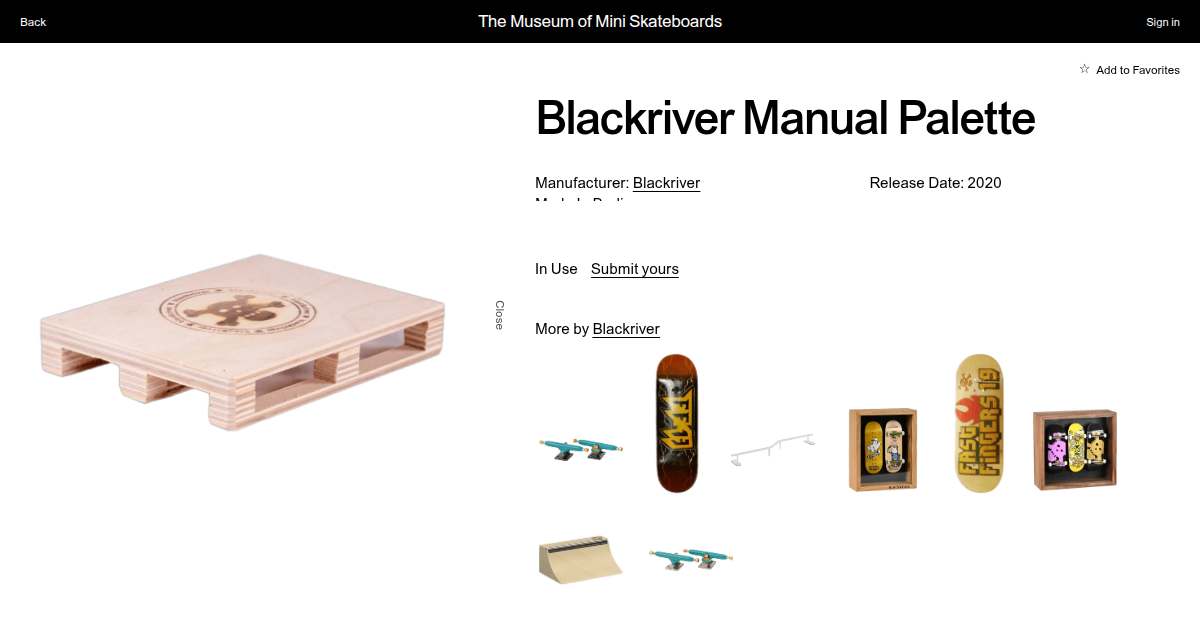 Back
The Museum of Mini Skateboards
Sign in
☆ Add to Favorites
Blackriver Manual Palette
Manufacturer: Blackriver
Release Date: 2020
In Use Submit yours
Close
More by Blackriver
FAST
FINGERS 19